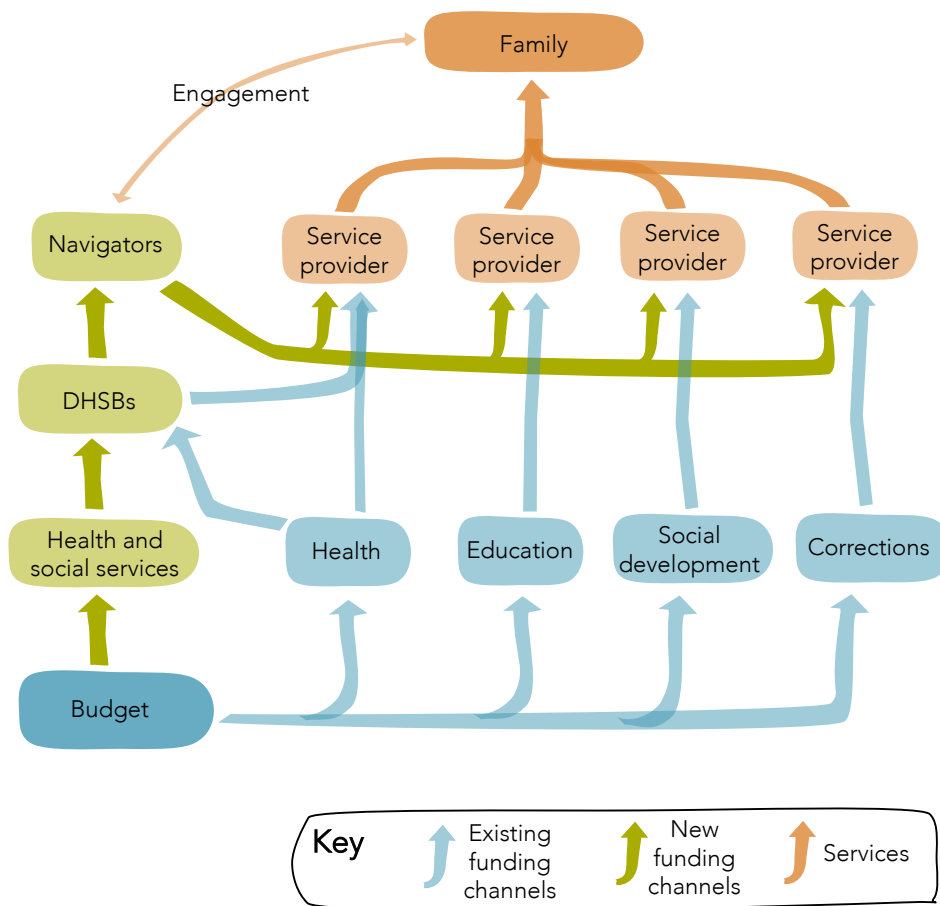 Family
Engagement
Navigators
Service
provider
Service
provider
Service
provider
Service
provider
DHSBs
Health and
social services
Health
Education
Social
development
Corrections
Budget
Key
Existing
funding
channels
New
funding
channels
Services